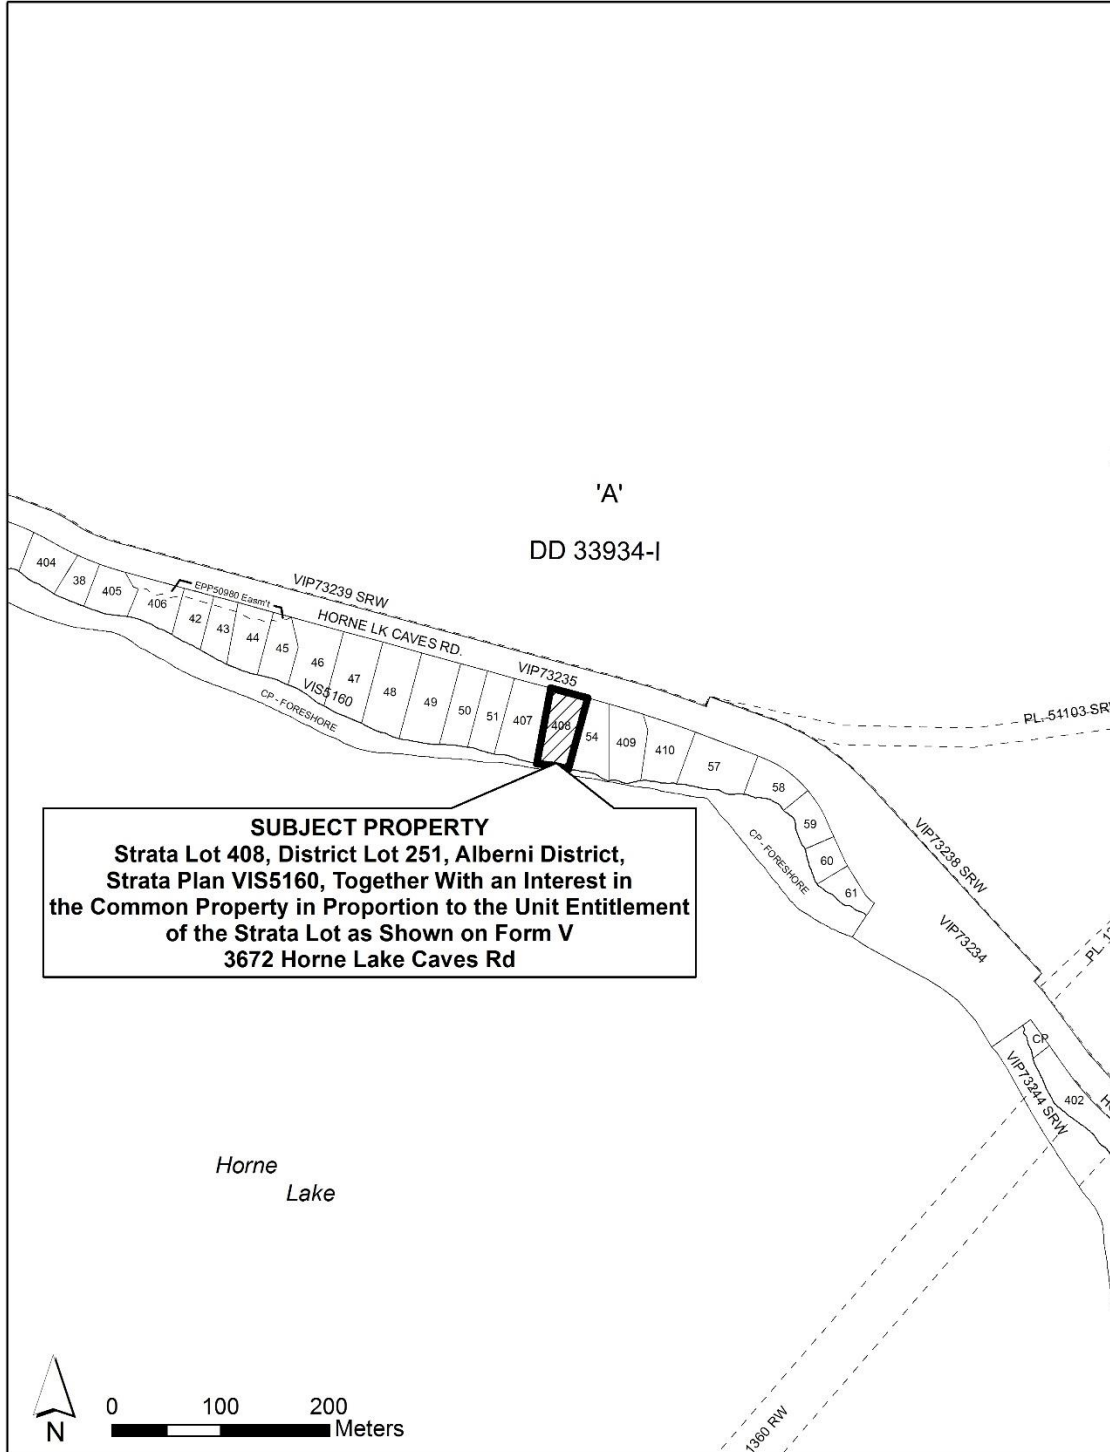 'A'
DD 33934-I
VIP73239 SRW
EPP50980 Easm't
HORNE LK CAVES RD.
VIP73235
PL. 51103 SRW
404
38
405
406
42
43
44
45
46
47
48
49
50
51
407
408
54
409
410
57
58
59
60
61
VIS5160
CP - FORESHORE
CP - FORESHORE
VIP73238 SRW
VIP73234
SUBJECT PROPERTY
Strata Lot 408, District Lot 251, Alberni District,
Strata Plan VIS5160, Together With an Interest in
the Common Property in Proportion to the Unit Entitlement
of the Strata Lot as Shown on Form V
3672 Horne Lake Caves Rd
CP
VIP73244 SRW
402
Horne
Lake
1360 RW
N
0 100 200
Meters